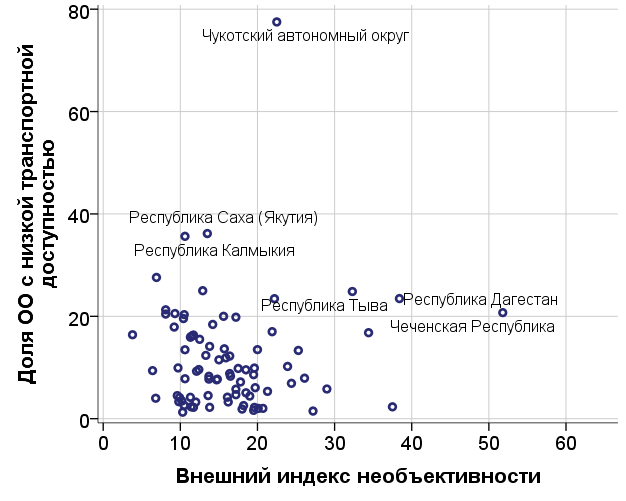 80
Чукотский автономный округ
60
Доля ОО с низкой транспортной
доступностью
40
Республика Саха (Якутия)
Республика Калмыкия
Республика Тыва
Республика Дагестан
20
Чеченская Республика
0
0 10 20 30 40 50 60
Внешний индекс необъективности